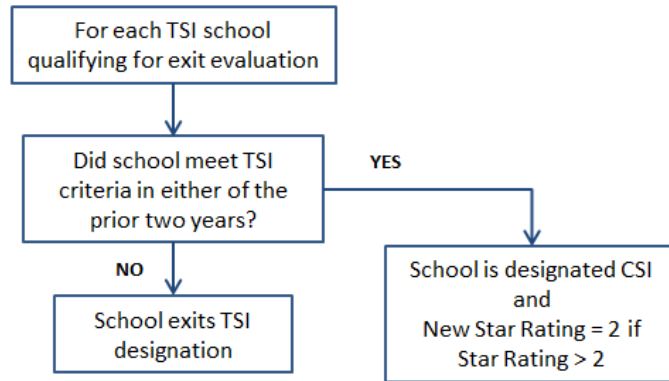 For each TSI school
qualifying for exit evaluation
Did school meet TSI
criteria in either of the
prior two years?
YES
NO
School exits TSI
designation
School is designated CSI
and
New Star Rating = 2 if
Star Rating > 2